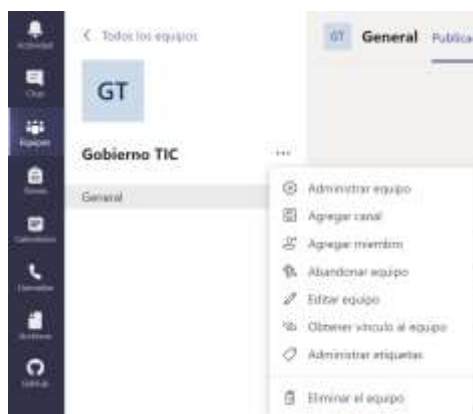 Actividad
Chat
Equipos
Tareas
Calendario
Llamadas
Archivos
GitHub
< Todos los equipos
GT
Gobierno TIC
...
General
GT General Publica
Administrar equipo
Agregar canal
Agregar miembro
Abandonar equipo
Editar equipo
Obtener vínculo al equipo
Administrar etiquetas
Eliminar el equipo